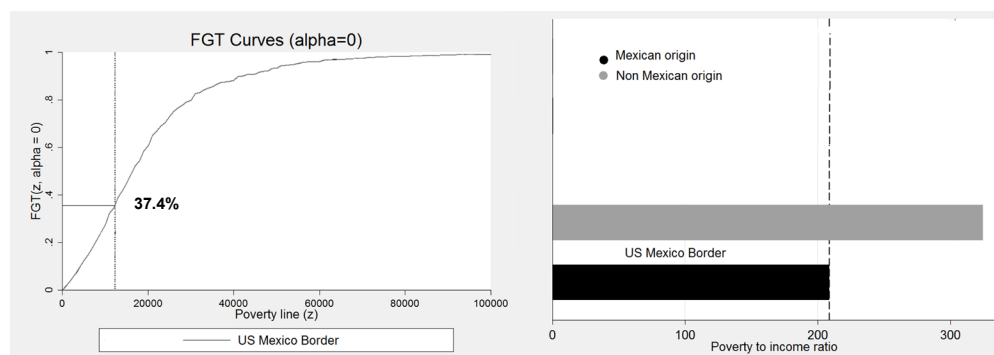 FGT Curves (alpha=0)
FGT(z, alpha = 0)
1
.8
.6
.4
.2
0
37.4%
0 20000 40000 60000 80000 100000
Poverty line (z)
US Mexico Border
Mexican origin
Non Mexican origin
US Mexico Border
0 100 200 300
Poverty to income ratio